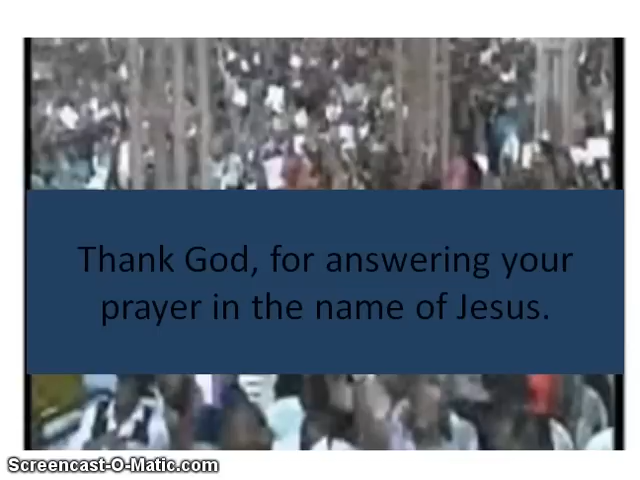 Thank God, for answering your
prayer in the name of Jesus.
Screencast-O-Matic.com